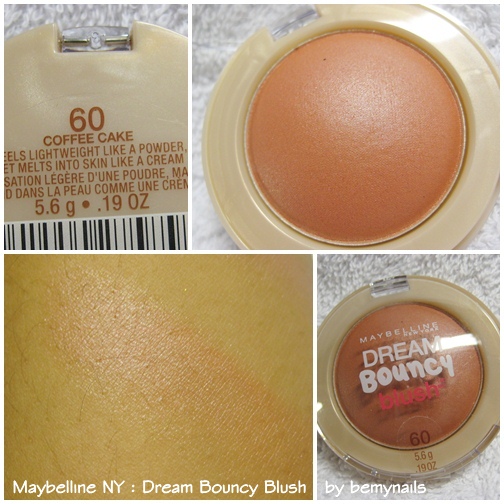 60
COFFEE CAKE
EELS LIGHTWEIGHT LIKE A POWDER,
ET MELTS INTO SKIN LIKE A CREAM
SATION LÉGÈRE D'UNE POUDRE, MA
D DANS LA PEAU COMME UNE CRÈM
5.6 g • .19 OZ
MAYBELLINE
NEW YORK
DREAM
Bouncy
blush
60
5.6 g
.19 OZ
Maybelline NY : Dream Bouncy Blush by bemynails